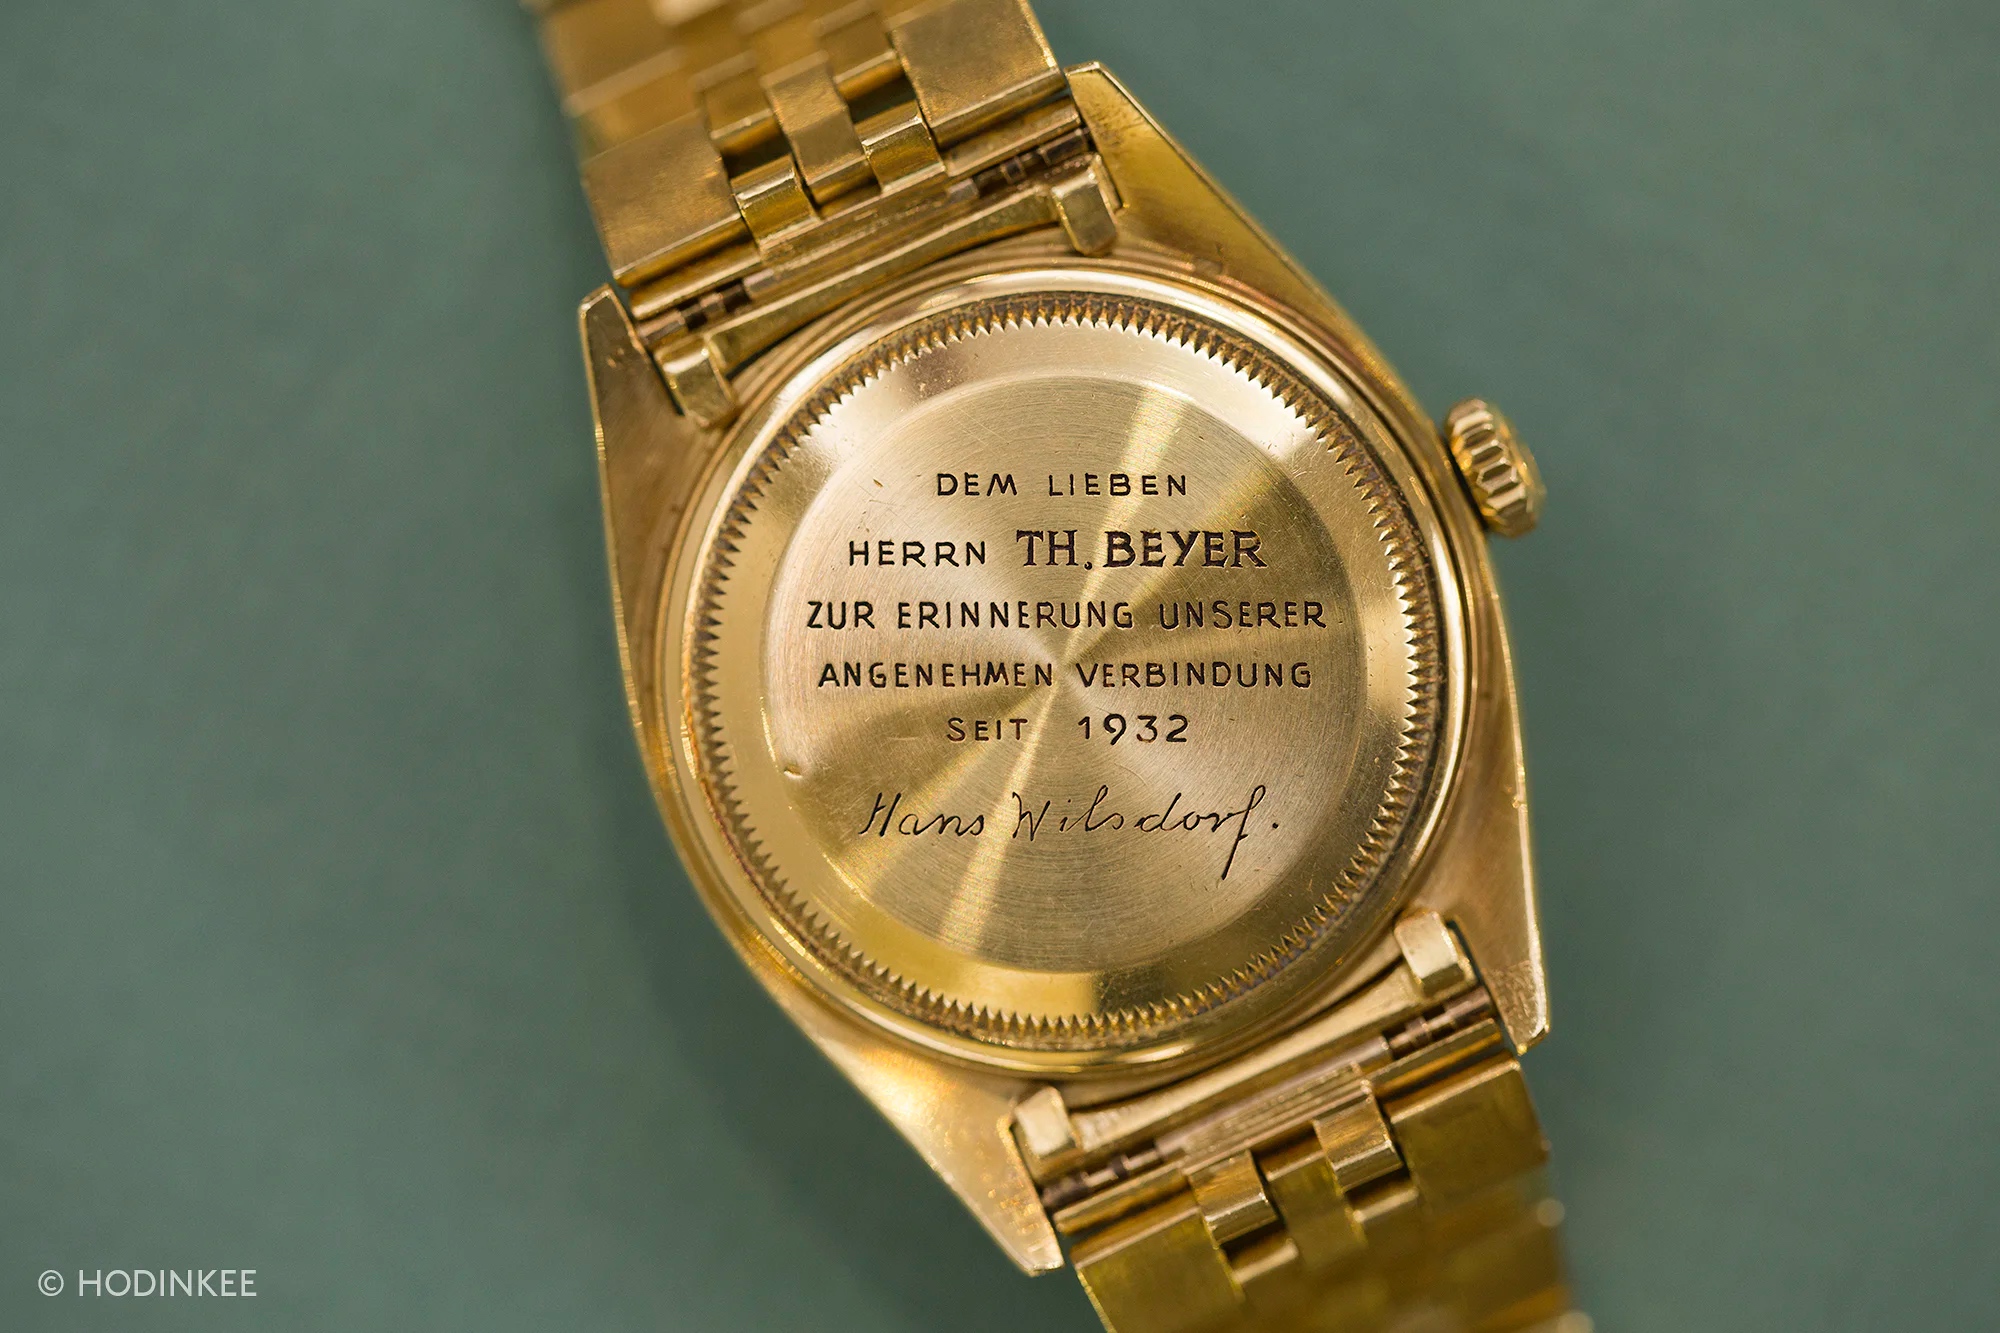 DEM LIEBEN
HERRN TH. BEYER
ZUR ERINNERUNG UNSERER
ANGENEHMEN VERBINDUNG
SEIT 1932
Hans Wilsdorf.
© HODINKEE